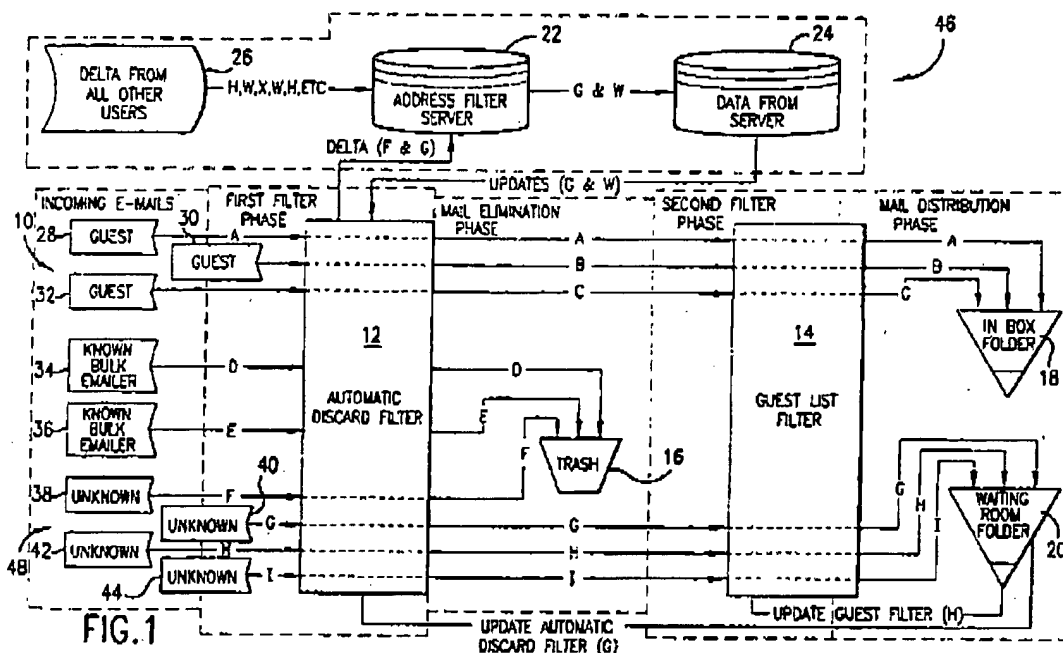 22
24
46
26
DELTA FROM
ALL OTHER
USERS
H,W,X,W,H,ETC
ADDRESS FILTER
SERVER
G & W
DATA FROM
SERVER
DELTA (F & G)
UPDATES (G & W)
INCOMING E-MAILS
FIRST FILTER
PHASE
MAIL ELIMINATION
PHASE
SECOND FILTER
PHASE
MAIL DISTRIBUTION
PHASE
10
28
GUEST
30
A
GUEST
A
A
B
B
32
GUEST
C
G
IN BOX
FOLDER
18
12
14
34
KNOWN
BULK
EMAILER
D
D
AUTOMATIC
DISCARD FILTER
GUEST LIST
FILTER
36
KNOWN
BULK
EMAILER
E
E
F
TRASH
16
38
UNKNOWN
F
40
UNKNOWN
G
G
G
H
I
WAITING
ROOM
FOLDER
20
48
42
UNKNOWN
H
H
44
UNKNOWN
I
I
UPDATE GUEST FILTER (H)
UPDATE AUTOMATIC
DISCARD FILTER (G)
FIG.1